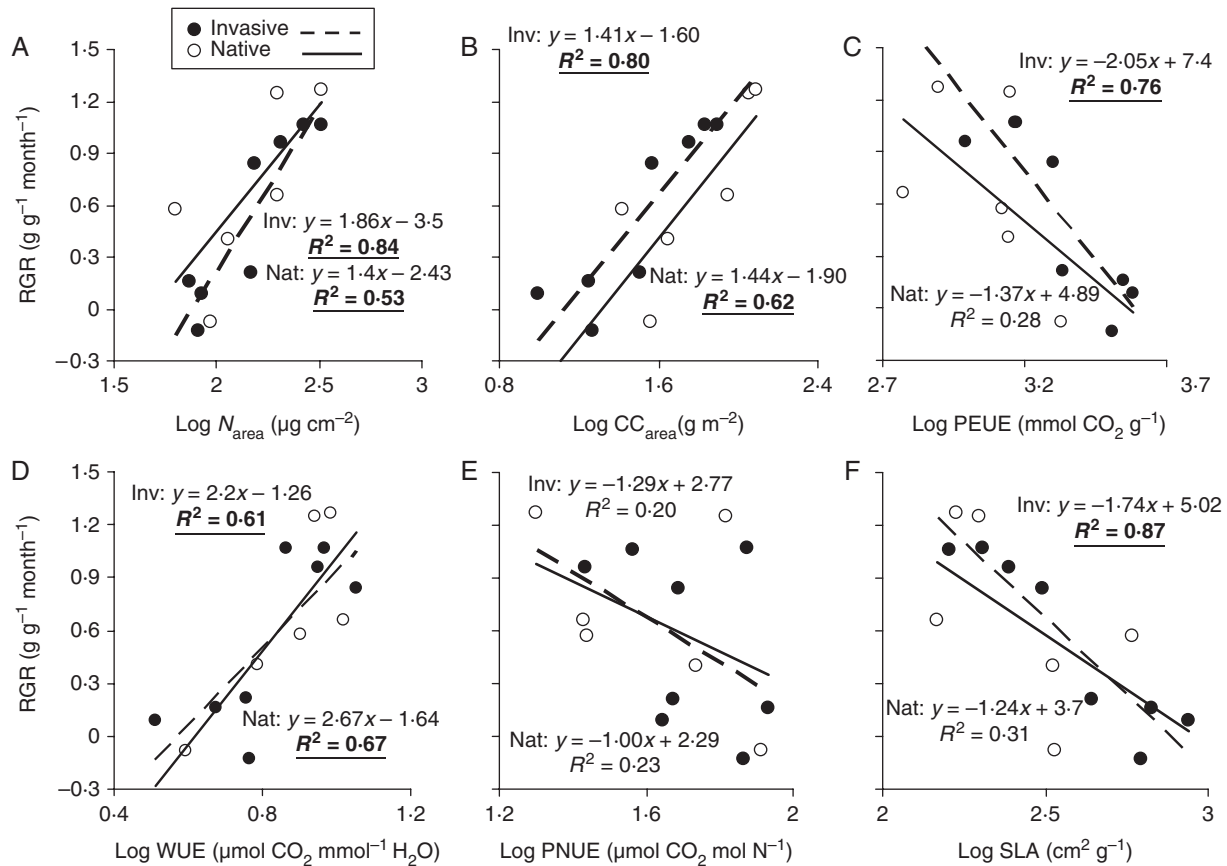 Invasive
Native
A
1·5
1·2
0·9
0·6
0·3
0
−0·3
RGR (g g⁻¹ month⁻¹)
Inv: y = 1·86x − 3·5
R² = 0·84
Nat: y = 1·4x − 2·43
R² = 0·53
1·5
2
2·5
3
Log N_area (µg cm⁻²)
B
Inv: y = 1·41x − 1·60
R² = 0·80
Nat: y = 1·44x − 1·90
R² = 0·62
0·8
1·6
2·4
Log CC_area(g m⁻²)
C
Inv: y = −2·05x + 7·4
R² = 0·76
Nat: y = −1·37x + 4·89
R² = 0·28
2·7
3·2
3·7
Log PEUE (mmol CO₂ g⁻¹)
D
1·5
1·2
0·9
0·6
0·3
0
−0·3
RGR (g g⁻¹ month⁻¹)
Inv: y = 2·2x − 1·26
R² = 0·61
Nat: y = 2·67x − 1·64
R² = 0·67
0·4
0·8
1·2
Log WUE (µmol CO₂ mmol⁻¹ H₂O)
E
Inv: y = −1·29x + 2·77
R² = 0·20
Nat: y = −1·00x + 2·29
R² = 0·23
1·2
1·6
2
Log PNUE (µmol CO₂ mol N⁻¹)
F
Inv: y = −1·74x + 5·02
R² = 0·87
Nat: y = −1·24x + 3·7
R² = 0·31
2
2·5
3
Log SLA (cm² g⁻¹)